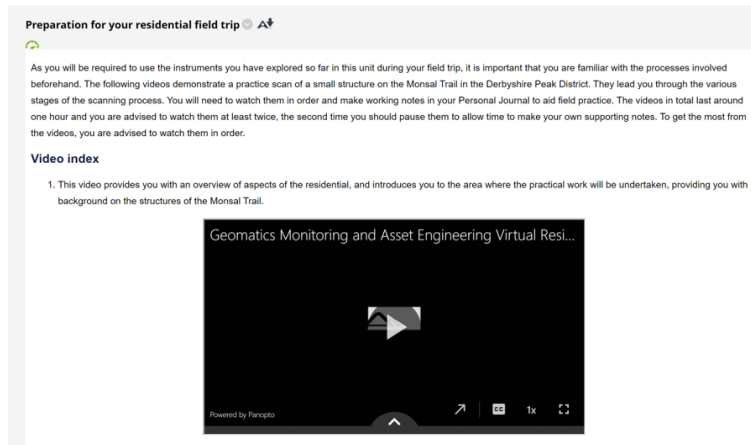 Preparation for your residential field trip
As you will be required to use the instruments you have explored so far in this unit during your field trip, it is important that you are familiar with the processes involved
beforehand. The following videos demonstrate a practice scan of a small structure on the Monsal Trail in the Derbyshire Peak District. They lead you through the various
stages of the scanning process. You will need to watch them in order and make working notes in your Personal Journal to aid field practice. The videos in total last around
one hour and you are advised to watch them at least twice, the second time you should pause them to allow time to make your own supporting notes. To get the most from
the videos, you are advised to watch them in order.
Video index
1. This video provides you with an overview of aspects of the residential, and introduces you to the area where the practical work will be undertaken, providing you with
background on the structures of the Monsal Trail.
Geomatics Monitoring and Asset Engineering Virtual Resi...
Powered by Panopto
CC
1x